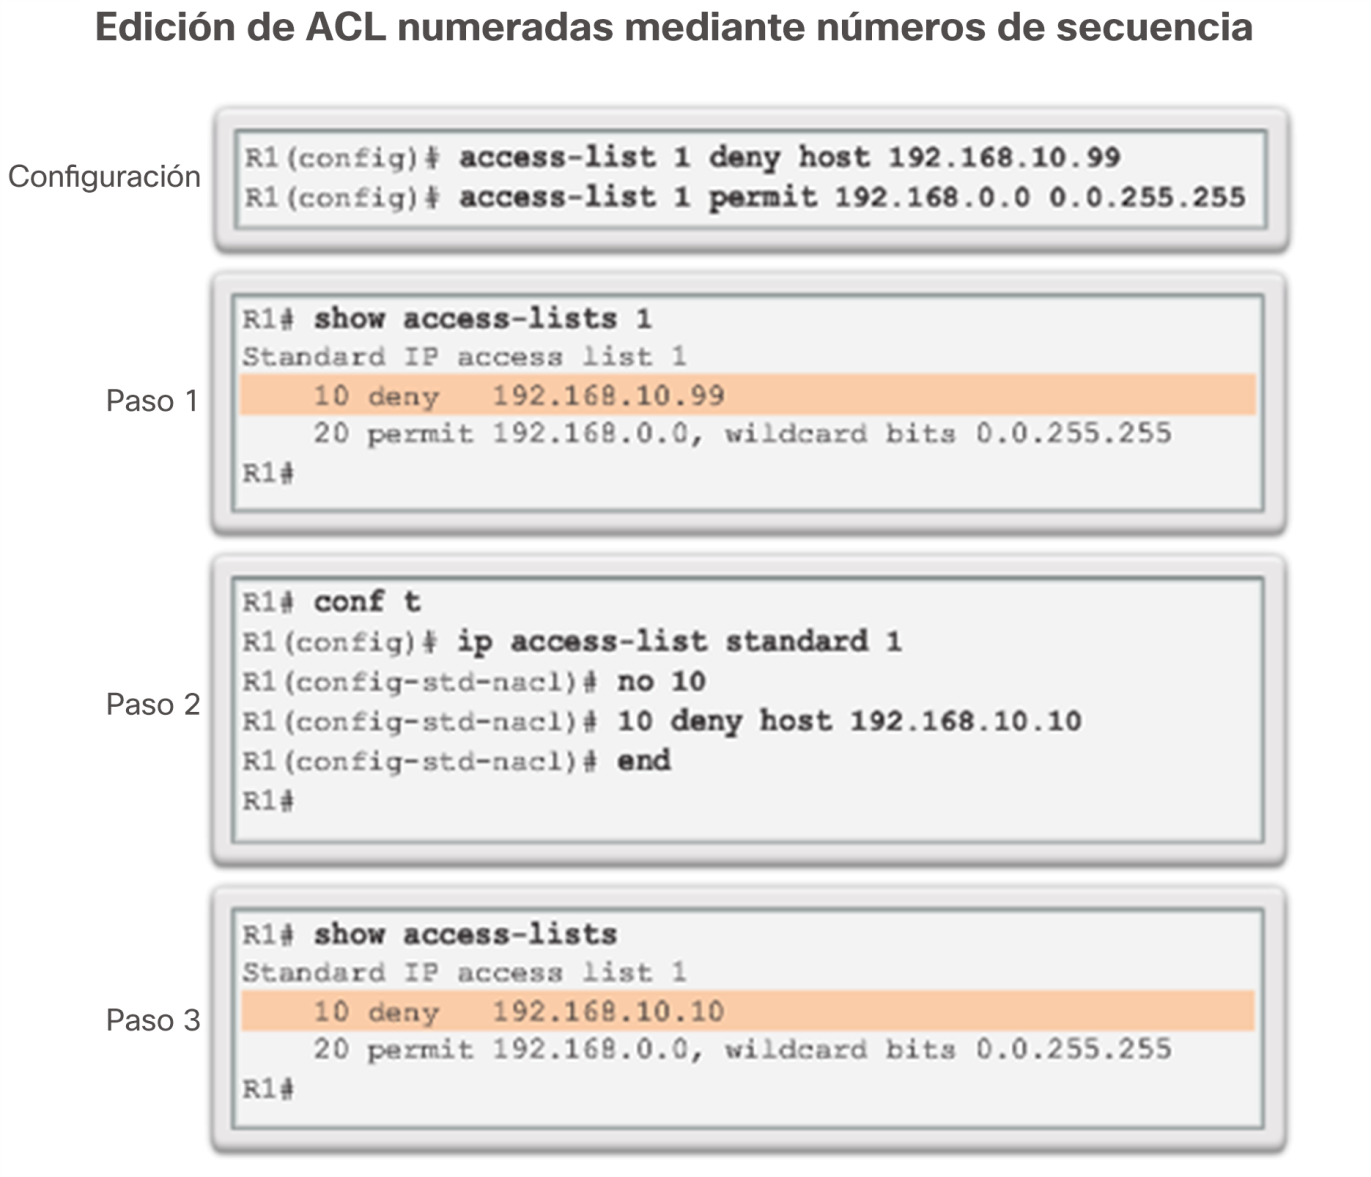 Edición de ACL numeradas mediante números de secuencia
Configuración
R1(config)# access-list 1 deny host 192.168.10.99
R1(config)# access-list 1 permit 192.168.0.0 0.0.255.255
Paso 1
R1# show access-lists 1
Standard IP access list 1
10 deny 192.168.10.99
20 permit 192.168.0.0, wildcard bits 0.0.255.255
R1#
Paso 2
R1# conf t
R1(config)# ip access-list standard 1
R1(config-std-nacl)# no 10
R1(config-std-nacl)# 10 deny host 192.168.10.10
R1(config-std-nacl)# end
R1#
Paso 3
R1# show access-lists
Standard IP access list 1
10 deny 192.168.10.10
20 permit 192.168.0.0, wildcard bits 0.0.255.255
R1#